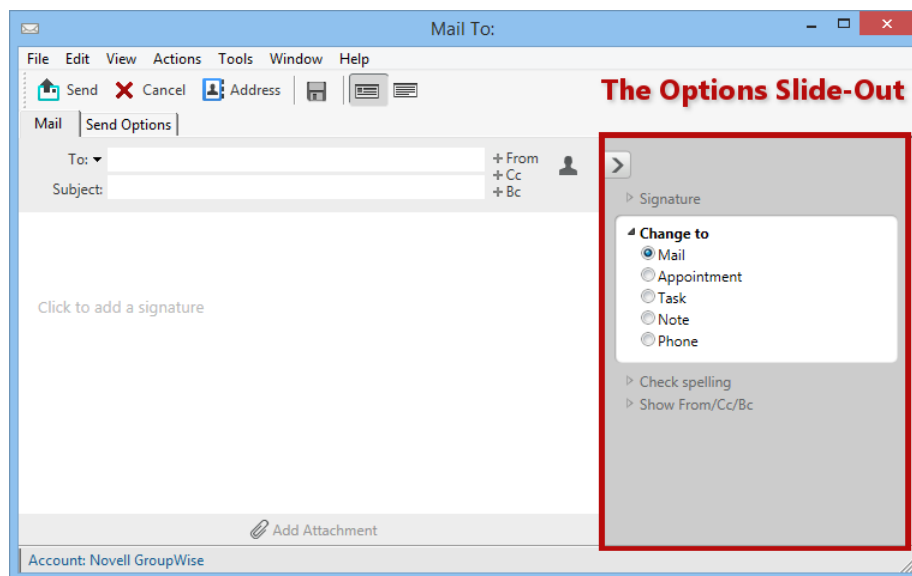 Mail To:
File Edit View Actions Tools Window Help
Send Cancel Address
The Options Slide-Out
Mail Send Options
To:
+ From
+ Cc
Subject:
+ Bc
Signature
Change to
Mail
Appointment
Task
Note
Phone
Click to add a signature
Check spelling
Show From/Cc/Bc
Add Attachment
Account: Novell GroupWise